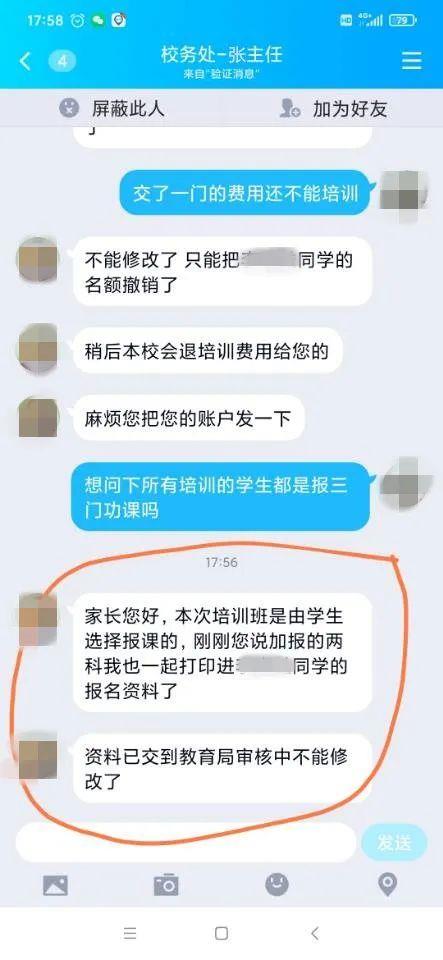 17:58
HD 4G 79
4
校务处-张主任
来自"验证消息"
屏蔽此人
加为好友
交了一门的费用还不能培训
不能修改了 只能把李同学的
名额撤销了
稍后本校会退培训费用给您的
麻烦您把您的账户发一下
想问下所有培训的学生都是报三
门功课吗
17:56
家长您好，本次培训班是由学生
选择报课的，刚刚您说加报的两
科我也一起打印进李同学的
报名资料了
资料已交到教育局审核中不能修
改了
发送